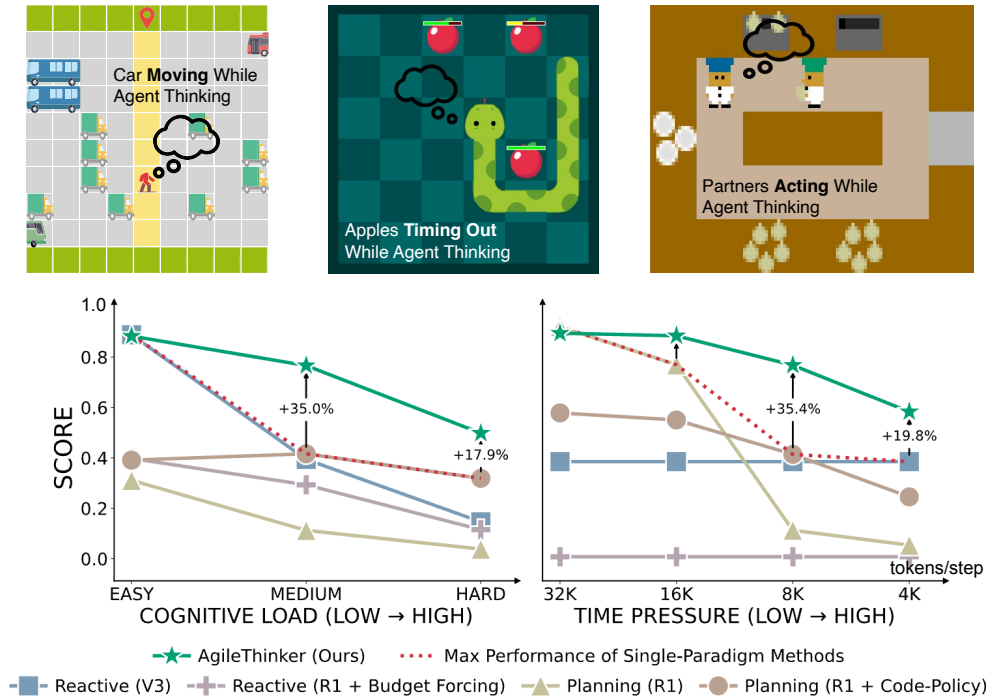 Car Moving While
Agent Thinking
Apples Timing Out
While Agent Thinking
Partners Acting While
Agent Thinking
SCORE
1.0
0.8
0.6
0.4
0.2
0.0
+35.0%
+17.9%
EASY MEDIUM HARD
COGNITIVE LOAD (LOW → HIGH)
+35.4%
+19.8%
tokens/step
32K 16K 8K 4K
TIME PRESSURE (LOW → HIGH)
AgileThinker (Ours) Max Performance of Single-Paradigm Methods
Reactive (V3) Reactive (R1 + Budget Forcing) Planning (R1) Planning (R1 + Code-Policy)